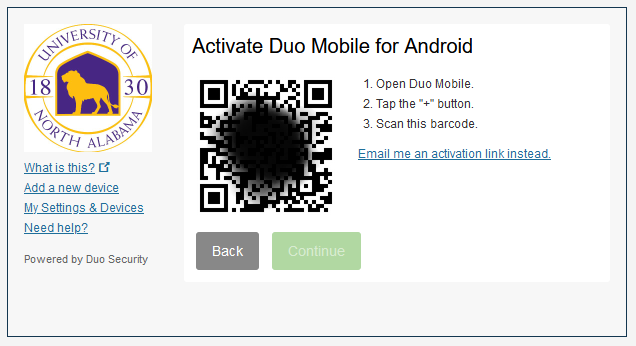 UNIVERSITY OF
18 30
NORTH ALABAMA
What is this?
Add a new device
My Settings & Devices
Need help?
Powered by Duo Security
Activate Duo Mobile for Android
1. Open Duo Mobile.
2. Tap the "+" button.
3. Scan this barcode.
Email me an activation link instead.
Back
Continue